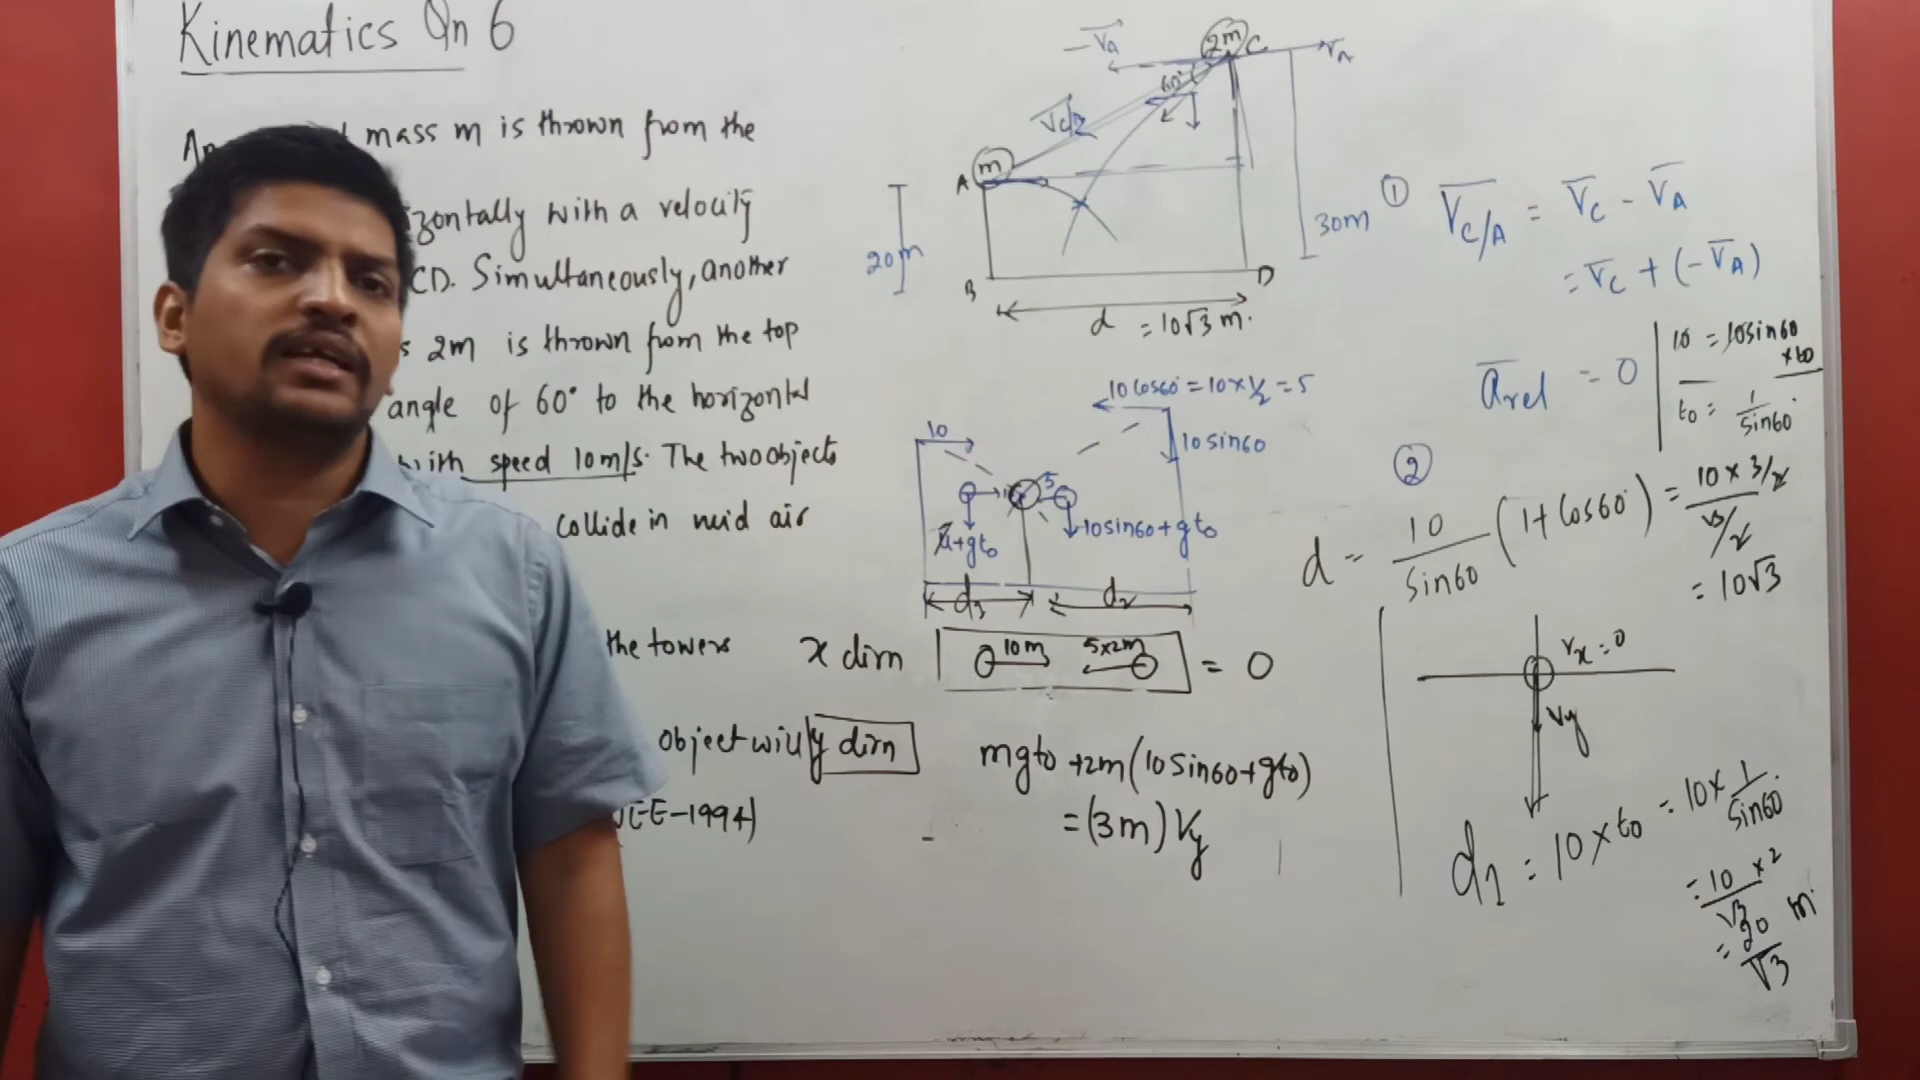 Kinematics Qn 6
mass m is thrown from the
izontally with a velocity
CD. Simultaneously, another
s 2m is thrown from the top
angle of 60° to the horizontal
with speed 10m/s. The two objects
collide in mid air
the towers
object will
JEE-1994)
-VA
2m C
VA
60°
VC/A
m
A
20m
B
D
30m
d = 10√3 m.
① VC/A = VC - VA
= VC + (-VA)
arel = 0
10 = 10sin60 × t0
t0 = 1/sin60
10cos60 = 10×1/2 = 5
10sin60
10
5
+gt0
10sin60+gt0
d1
d2
②
d = 10/sin60 (1+cos60) = (10 × 3/2)/(√3/2)
= 10√3
x dirn 10m 5×2m = 0
y dirn mgt0 + 2m(10sin60+gt0)
= (3m) Vy
Vx = 0
Vy
d1 = 10×t0 = 10×1/sin60
= 10×2/√3
= 20/√3 m